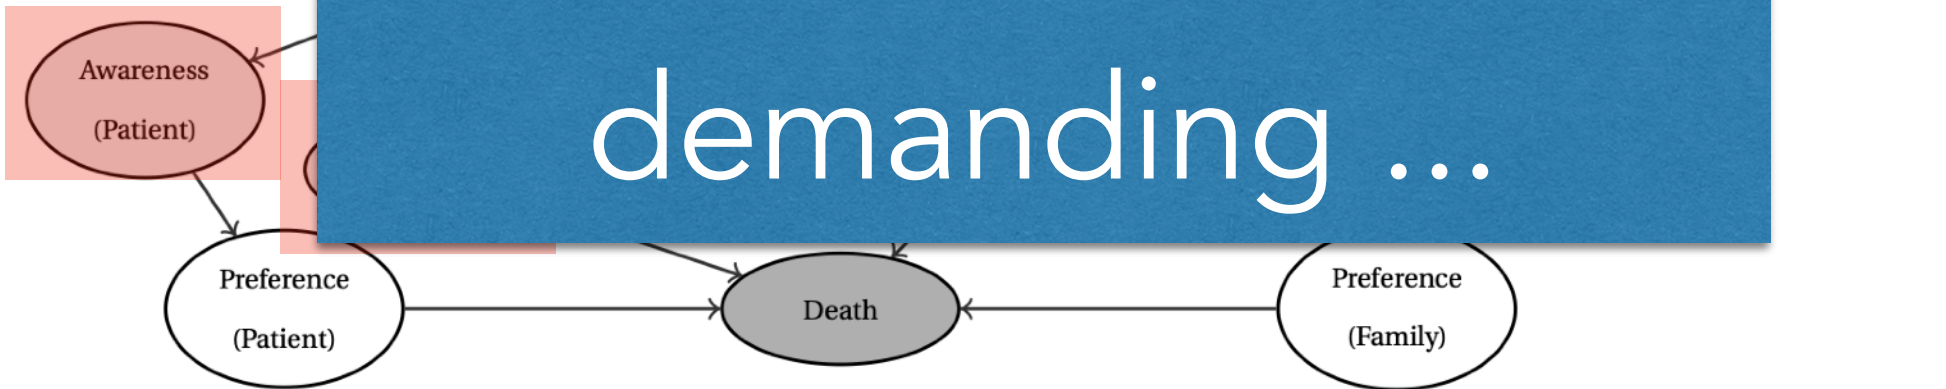 demanding ...
Awareness
(Patient)
Preference
(Patient)
Death
Preference
(Family)